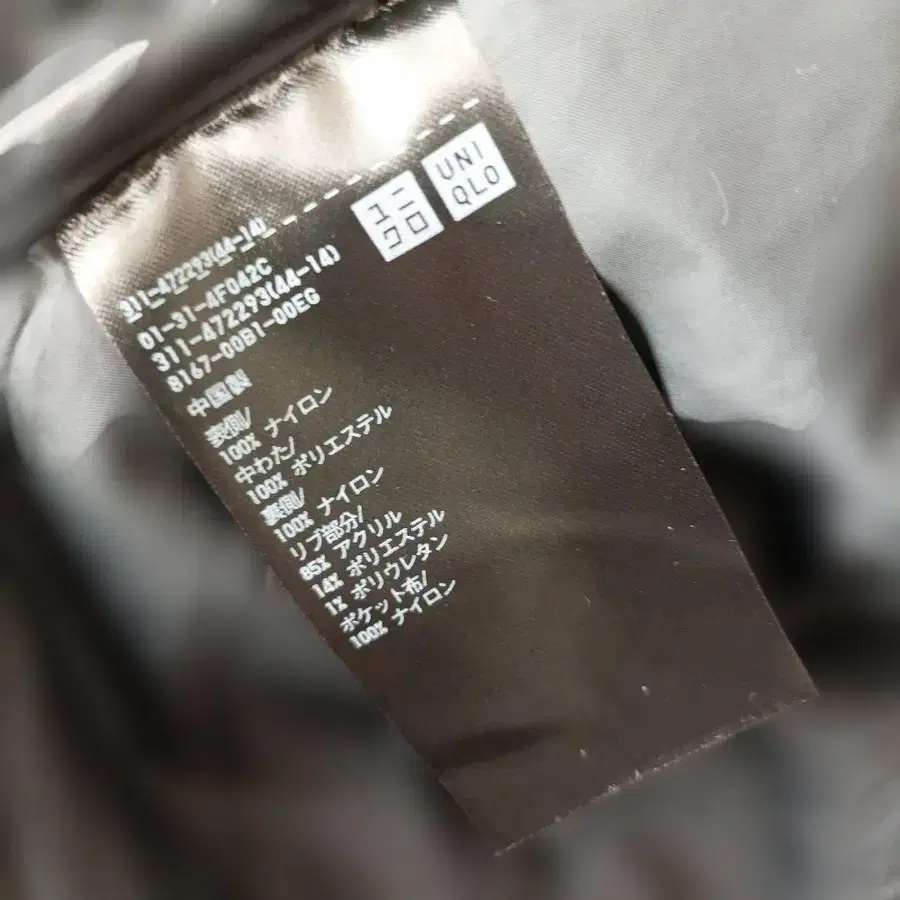 ユニ
クロ
UNI
QLO
311-472293(44-14)
01-31-4F042C
311-472293(44-14)
8167-00B1-00EG
中国製
表側/
100% ナイロン
中わた/
100% ポリエステル
裏側/
100% ナイロン
リブ部分/
85% アクリル
14% ポリエステル
1% ポリウレタン
ポケット布/
100% ナイロン